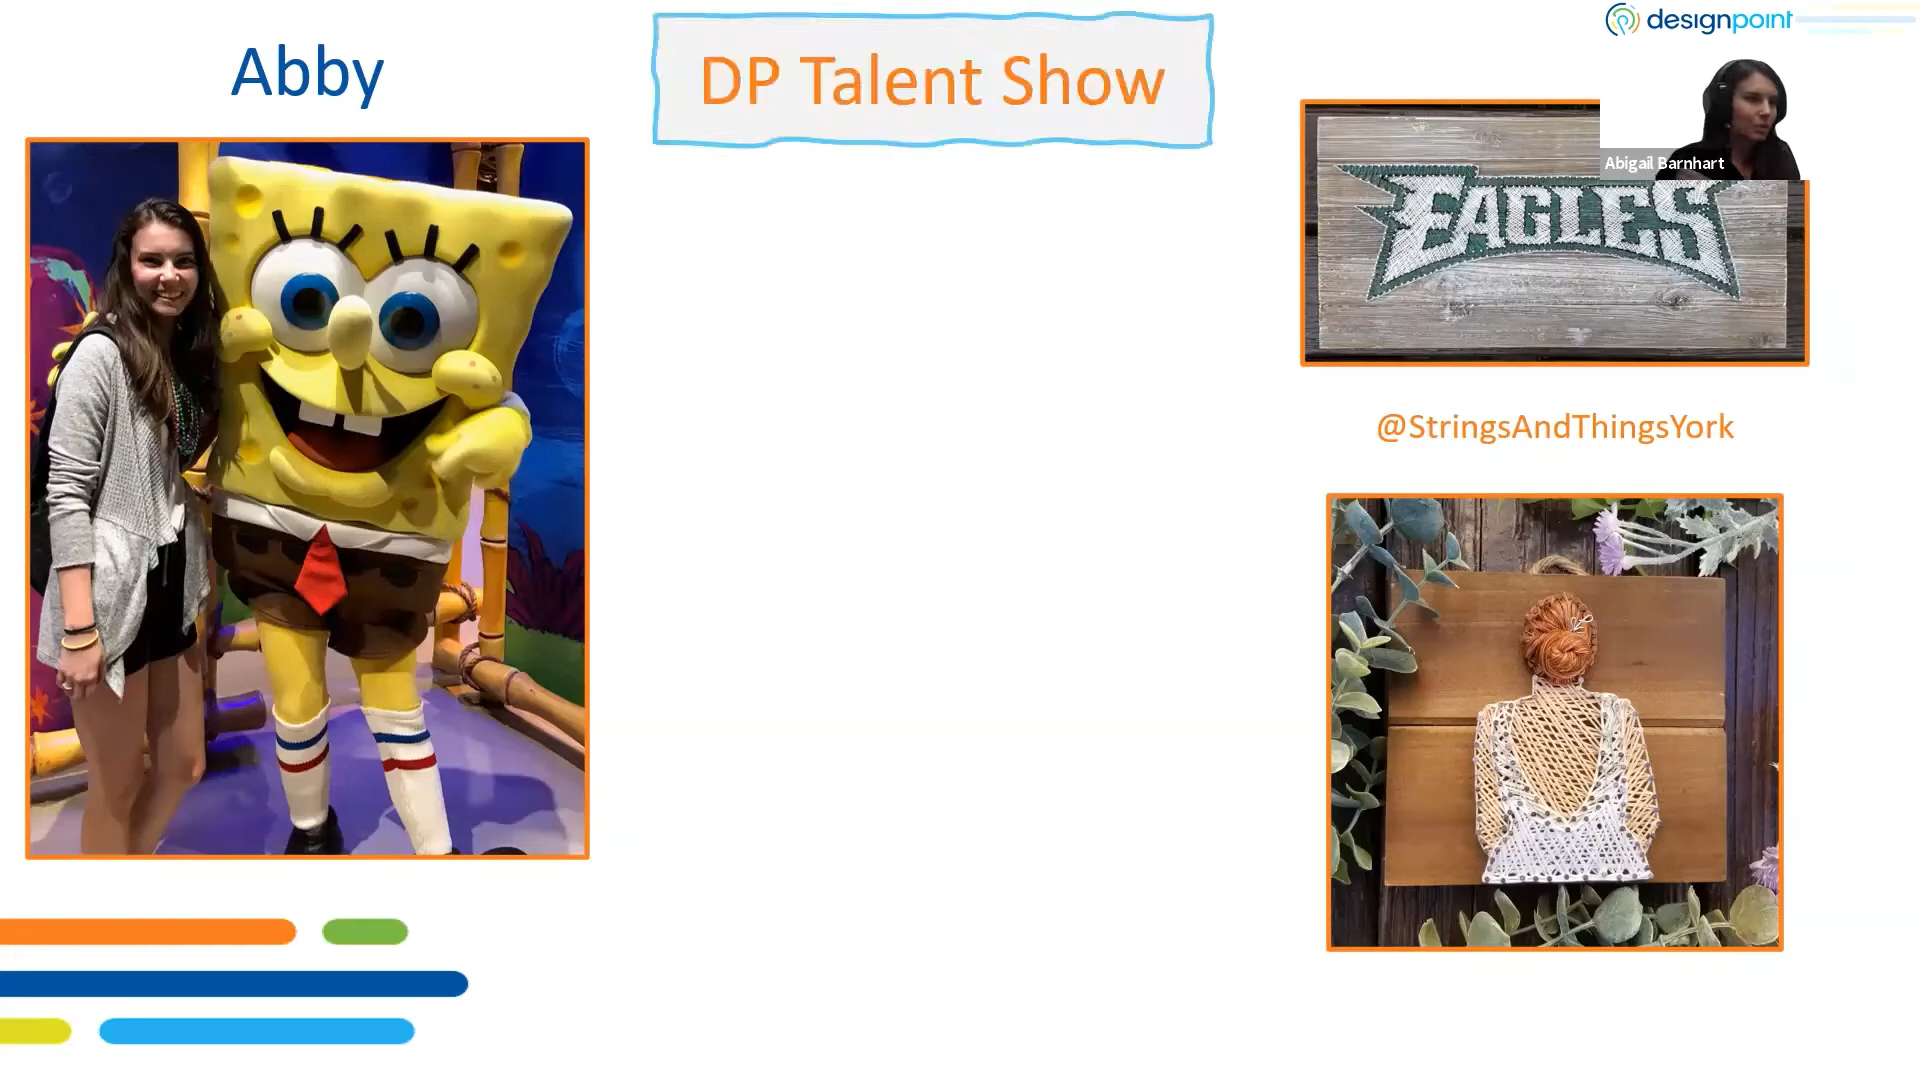 Abby
DP Talent Show
designpoint
Abigail Barnhart
EAGLES
@StringsAndThingsYork